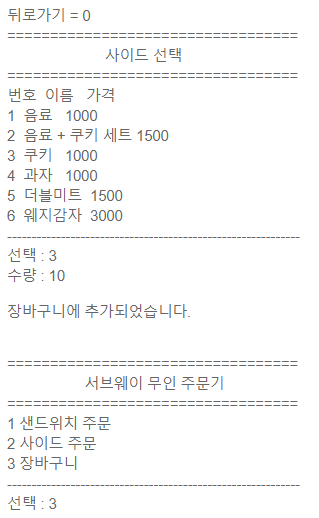 뒤로가기 = 0
==================================
사이드 선택
==================================
번호 이름 가격
1 음료 1000
2 음료 + 쿠키 세트 1500
3 쿠키 1000
4 과자 1000
5 더블미트 1500
6 웨지감자 3000
------------------------------------------------------------
선택 : 3
수량 : 10
장바구니에 추가되었습니다.
==================================
서브웨이 무인 주문기
==================================
1 샌드위치 주문
2 사이드 주문
3 장바구니
------------------------------------------------------------
선택 : 3